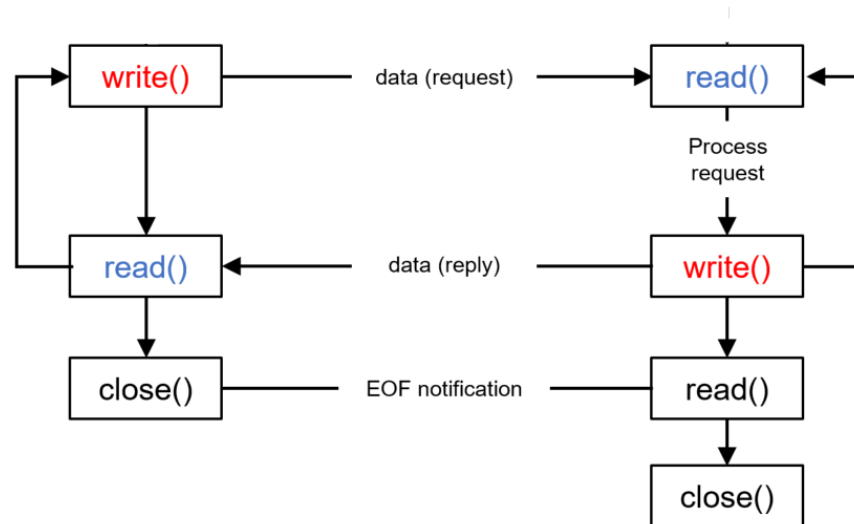 write()
data (request)
read()
Process
request
read()
data (reply)
write()
close()
EOF notification
read()
close()